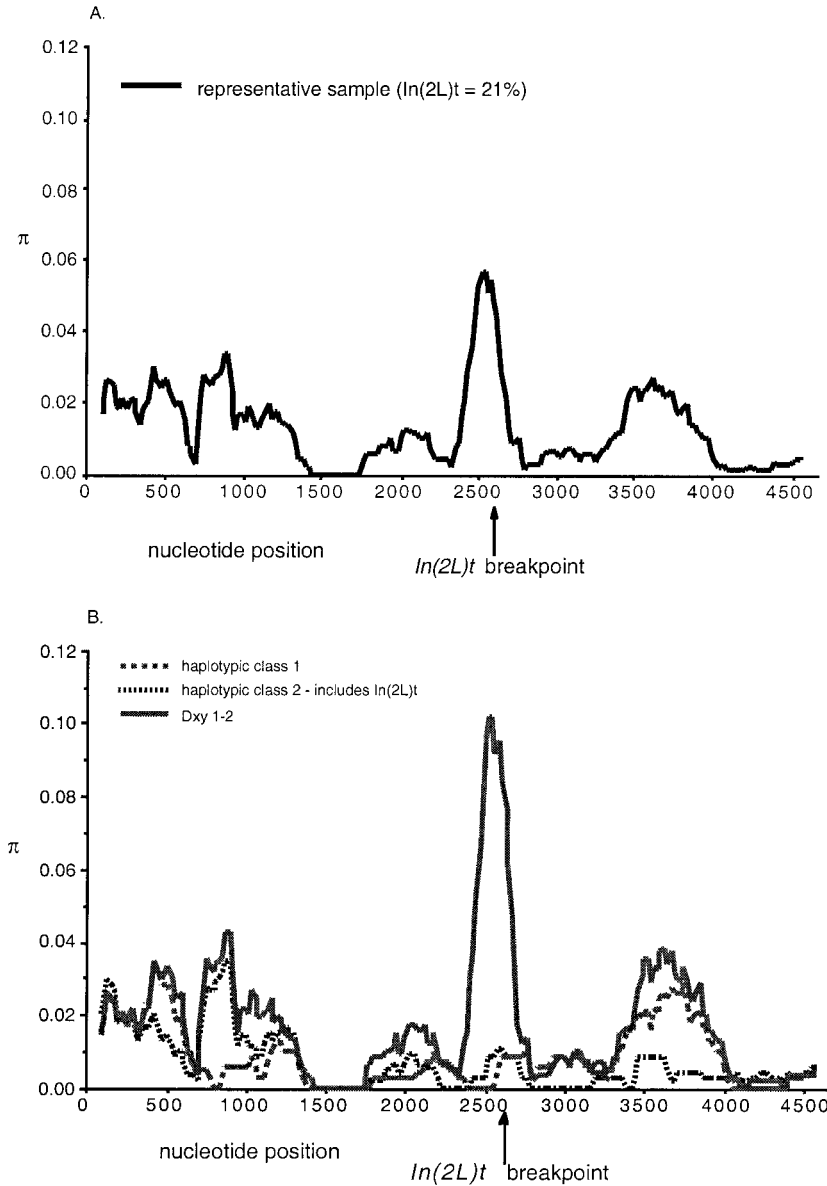 A.
0.12
representative sample (In(2L)t = 21%)
0.10
0.08
π
0.06
0.04
0.02
0.00
0 500 1000 1500 2000 2500 3000 3500 4000 4500
nucleotide position
In(2L)t breakpoint
B.
0.12
haplotypic class 1
haplotypic class 2 - includes In(2L)t
Dxy 1-2
0.10
0.08
π
0.06
0.04
0.02
0.00
0 500 1000 1500 2000 2500 3000 3500 4000 4500
nucleotide position
In(2L)t breakpoint